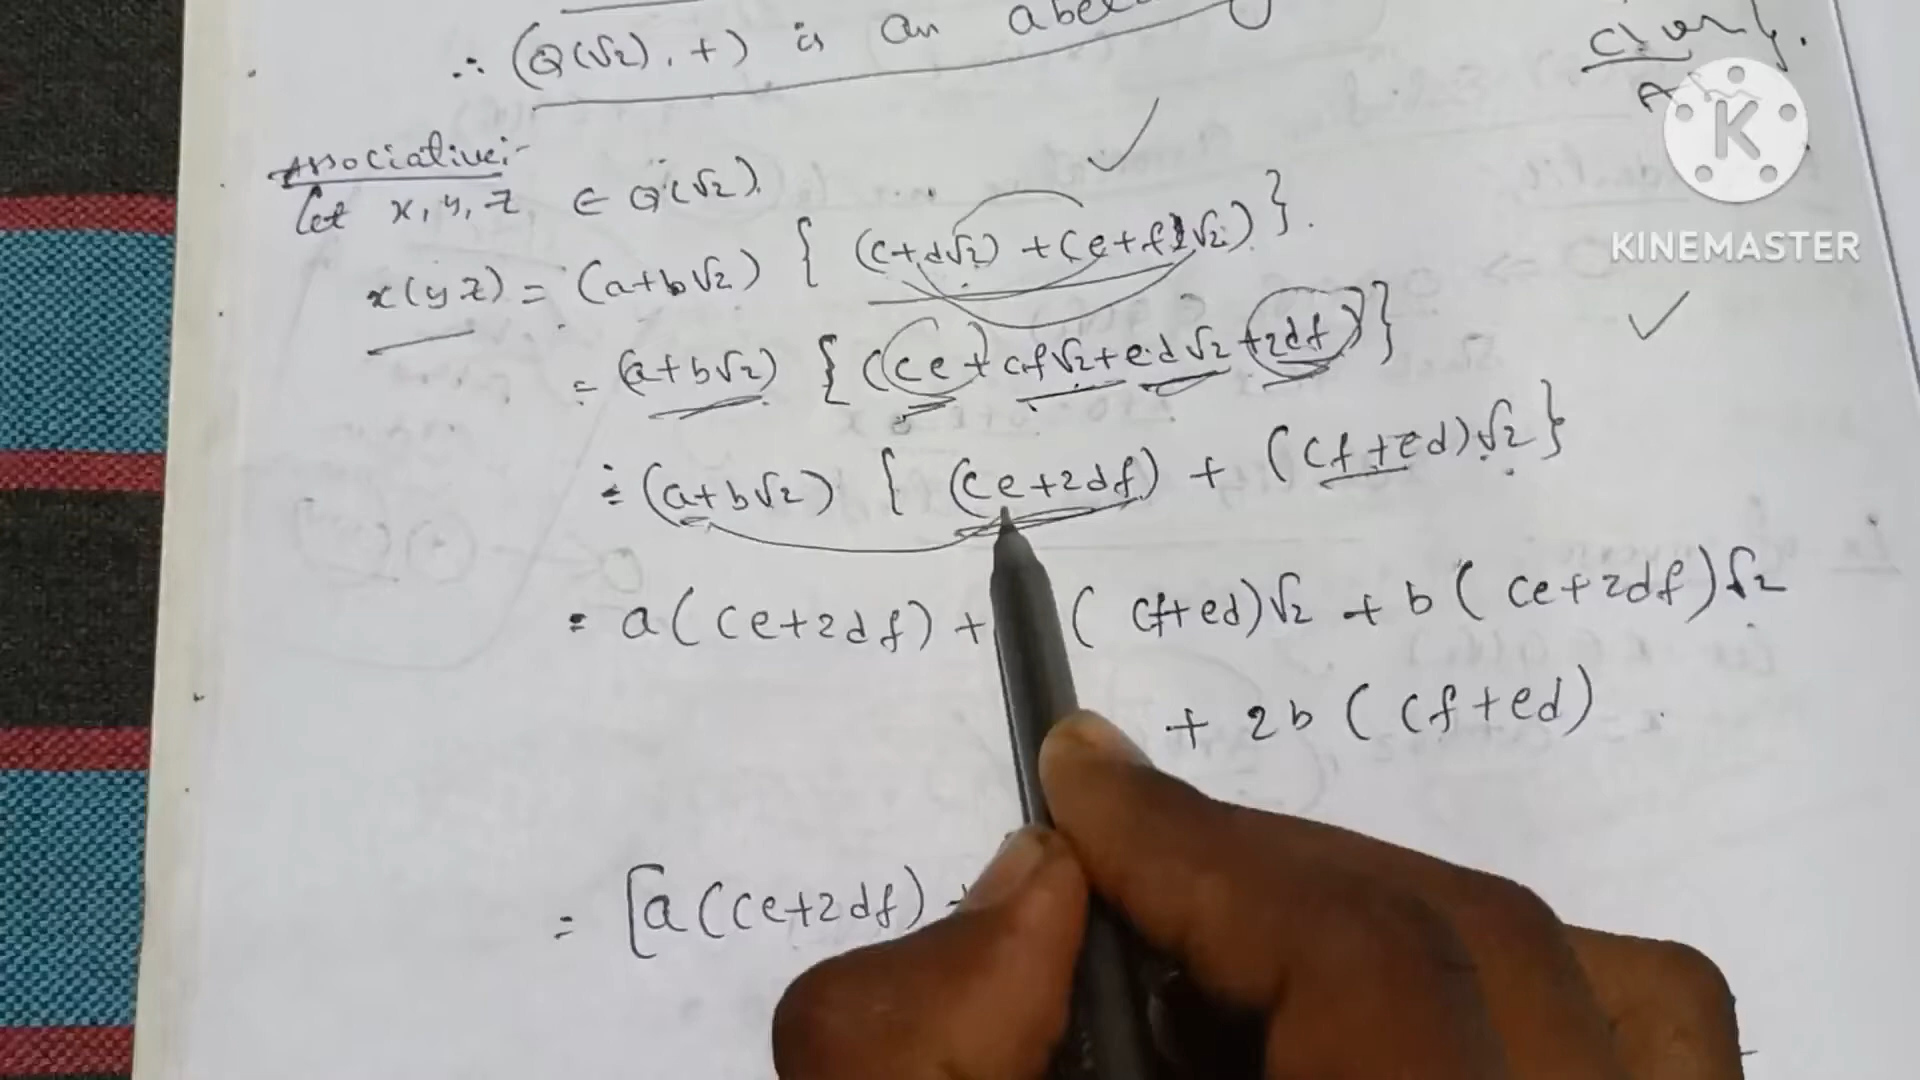 ∴ (Q(√2), +) is an abel
clearly.
KINEMASTER
Associative:-
Let x, y, z ∈ Q(√2).
x(yz) = (a+b√2) { (c+d√2) + (e+f√2) }.
= (a+b√2) { (ce + cf√2 + ed√2 + 2df) }
= (a+b√2) { (ce+2df) + (cf+ed)√2 }
= a(ce+2df) + ( cf+ed)√2 + b( ce+2df)√2
+ 2b ( cf+ed) .
= [a(ce+2df) +